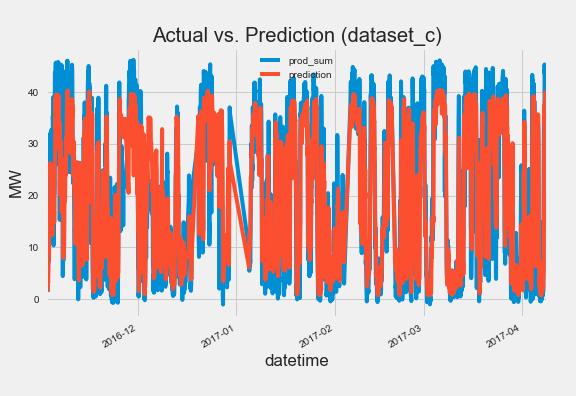 Actual vs. Prediction (dataset_c)
prod_sum
prediction
MW
40
30
20
10
0
2016-12
2017-01
2017-02
2017-03
2017-04
datetime